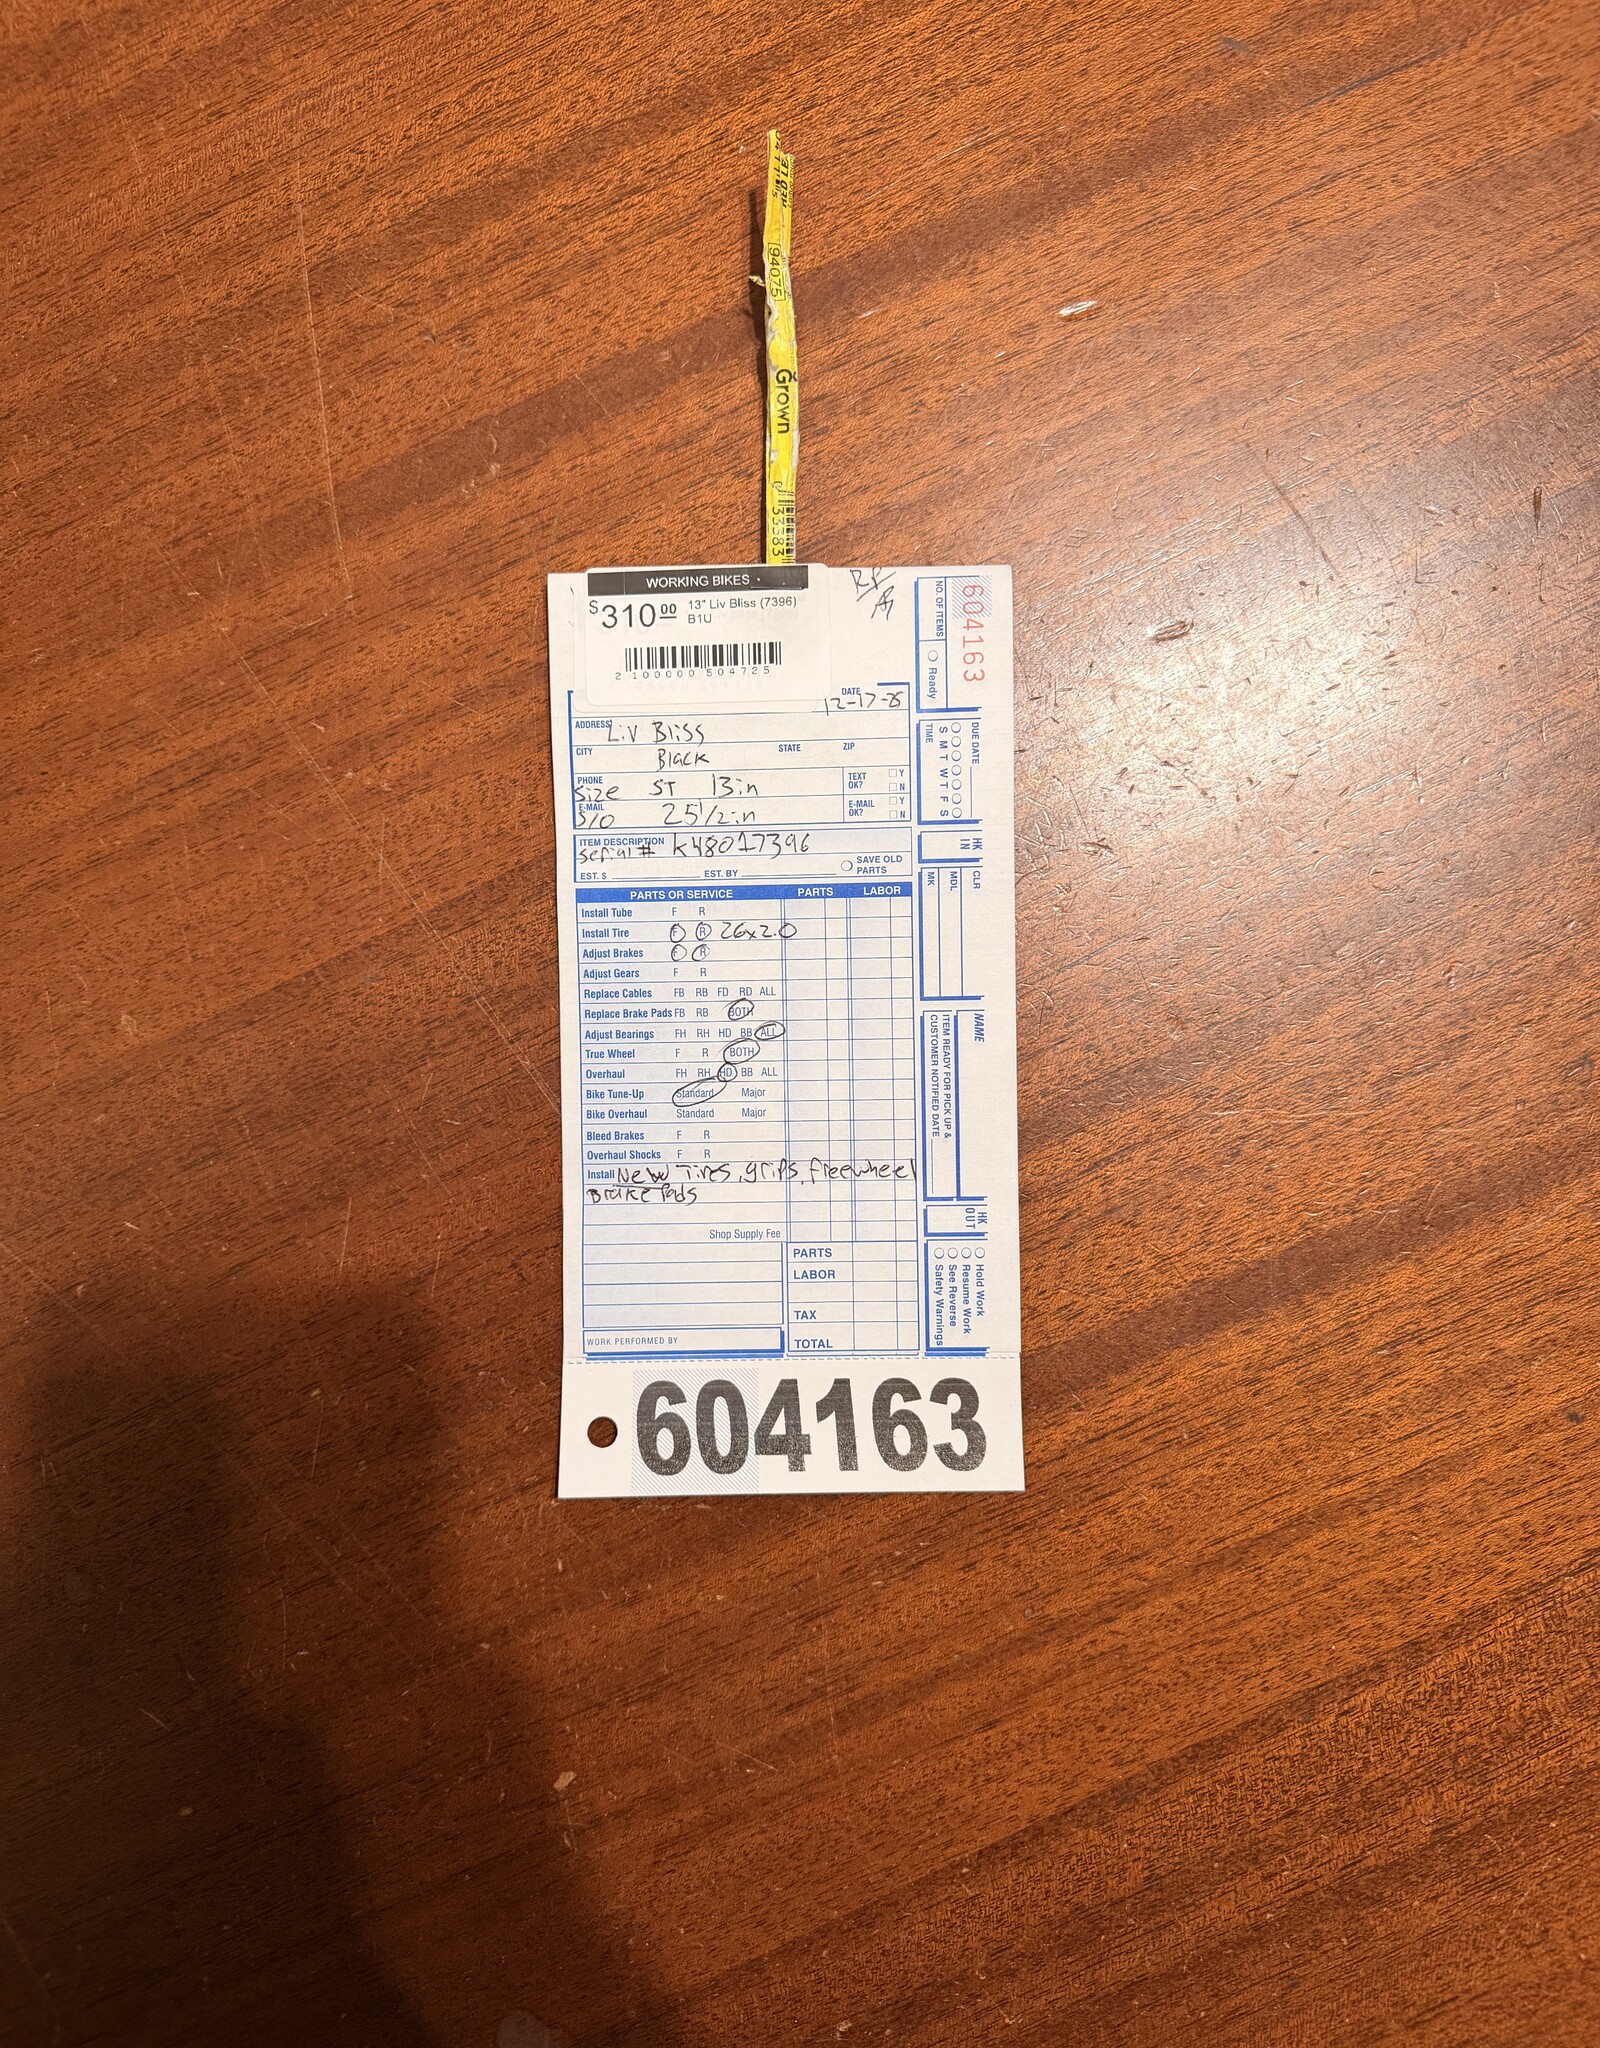 94075
Grown
33383
WORKING BIKES
$310.00 13" Liv Bliss (7396)
B1U
2 100000 504725
DATE
12-17-25
ADDRESS Liv Bliss
CITY Black STATE ZIP
PHONE
Size ST 13in TEXT OK? Y N
E-MAIL
S/O 25 1/2in E-MAIL OK? Y N
ITEM DESCRIPTION
Serial # K48017396
SAVE OLD PARTS
EST. $ EST. BY
PARTS OR SERVICE PARTS LABOR
Install Tube F R
Install Tire F R 26x2.0
Adjust Brakes F R
Adjust Gears F R
Replace Cables FB RB FD RD ALL
Replace Brake Pads FB RB BOTH
Adjust Bearings FH RH HD BB ALL
True Wheel F R BOTH
Overhaul FH RH HD BB ALL
Bike Tune-Up Standard Major
Bike Overhaul Standard Major
Bleed Brakes F R
Overhaul Shocks F R
Install New Tires, grips, freewheel
Brake Pads
Shop Supply Fee
PARTS
LABOR
TAX
WORK PERFORMED BY
TOTAL
604163
604163
NO. OF ITEMS
Ready
DUE DATE
S M T W T F S
TIME
HK IN
CLR
MDL
MK
NAME
ITEM READY FOR PICK UP &
CUSTOMER NOTIFIED DATE
HK OUT
Hold Work
Resume Work
See Reverse
Safety Warnings